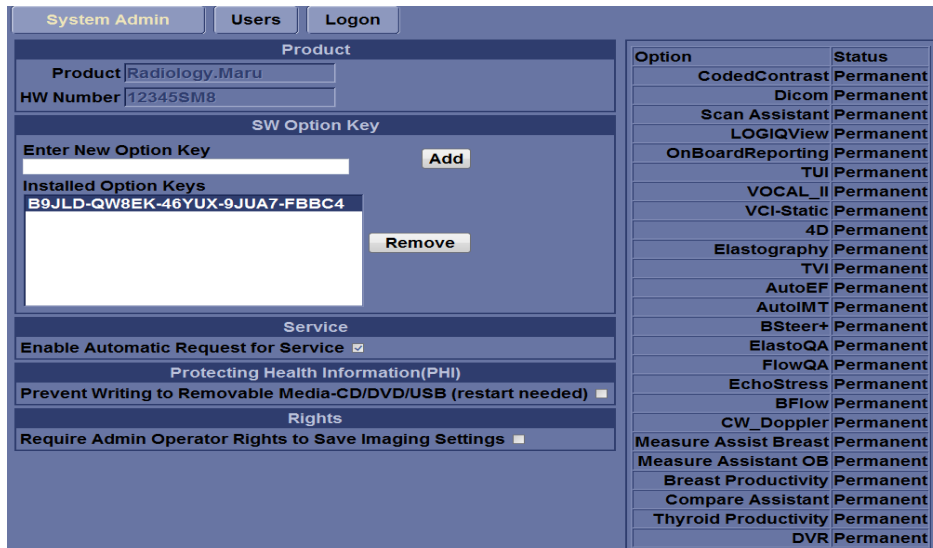 System Admin Users Logon
Product
Product Radiology.Maru
HW Number 12345SM8
SW Option Key
Enter New Option Key
Add
Installed Option Keys
B9JLD-QW8EK-46YUX-9JUA7-FBBC4
Remove
Service
Enable Automatic Request for Service
Protecting Health Information(PHI)
Prevent Writing to Removable Media-CD/DVD/USB (restart needed)
Rights
Require Admin Operator Rights to Save Imaging Settings
Option Status
CodedContrast Permanent
Dicom Permanent
Scan Assistant Permanent
LOGIQView Permanent
OnBoardReporting Permanent
TUI Permanent
VOCAL_II Permanent
VCI-Static Permanent
4D Permanent
Elastography Permanent
TVI Permanent
AutoEF Permanent
AutoIMT Permanent
BSteer+ Permanent
ElastoQA Permanent
FlowQA Permanent
EchoStress Permanent
BFlow Permanent
CW_Doppler Permanent
Measure Assist Breast Permanent
Measure Assistant OB Permanent
Breast Productivity Permanent
Compare Assistant Permanent
Thyroid Productivity Permanent
DVR Permanent